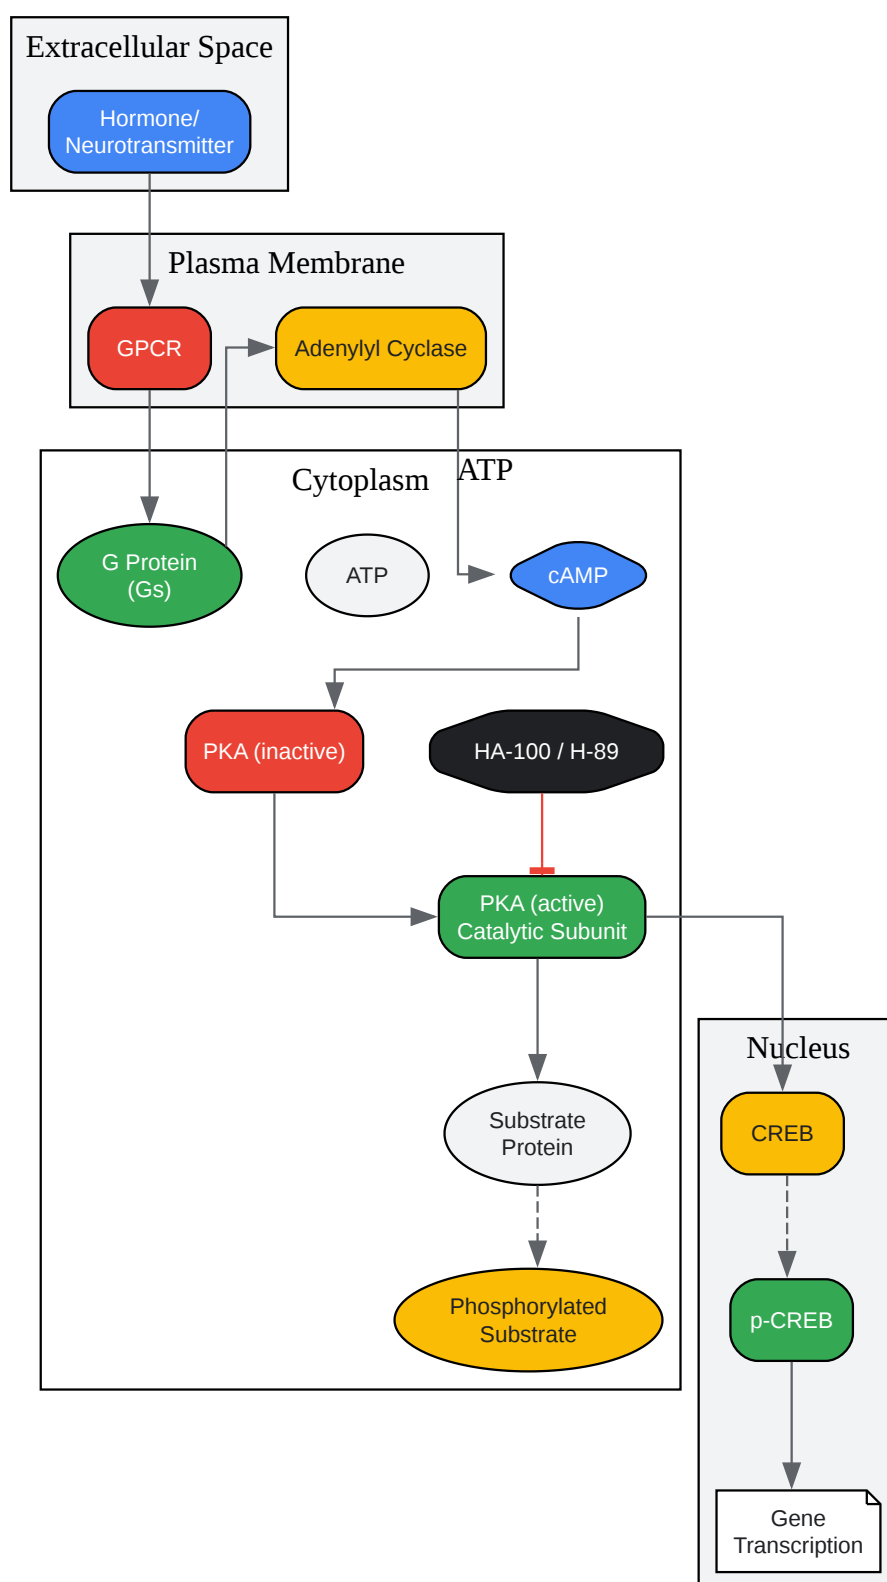 Extracellular Space
Hormone/
Neurotransmitter
Plasma Membrane
GPCR
Adenylyl Cyclase
Cytoplasm
ATP
G Protein
(Gs)
ATP
cAMP
PKA (inactive)
HA-100 / H-89
PKA (active)
Catalytic Subunit
Nucleus
Substrate
Protein
CREB
Phosphorylated
Substrate
p-CREB
Gene
Transcription